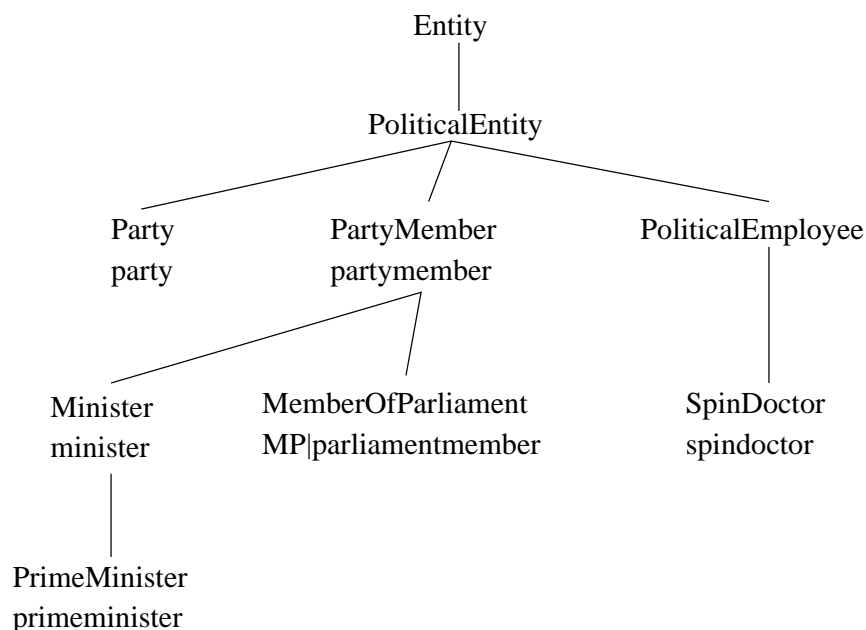 Entity
PoliticalEntity
Party
party
PartyMember
partymember
PoliticalEmployee
Minister
minister
MemberOfParliament
MP|parliamentmember
SpinDoctor
spindoctor
PrimeMinister
primeminister